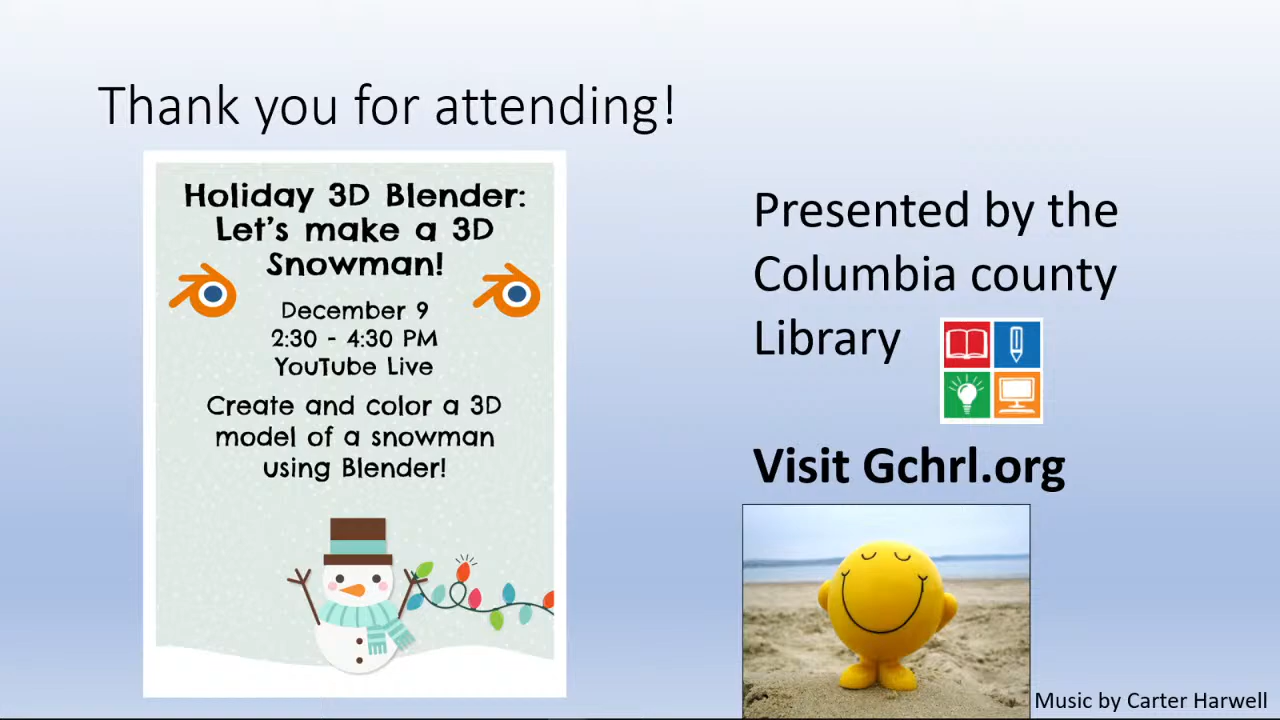 Thank you for attending!
Holiday 3D Blender:
Let's make a 3D
Snowman!
December 9
2:30 - 4:30 PM
YouTube Live
Create and color a 3D
model of a snowman
using Blender!
Presented by the
Columbia county
Library
Visit Gchrl.org
Music by Carter Harwell